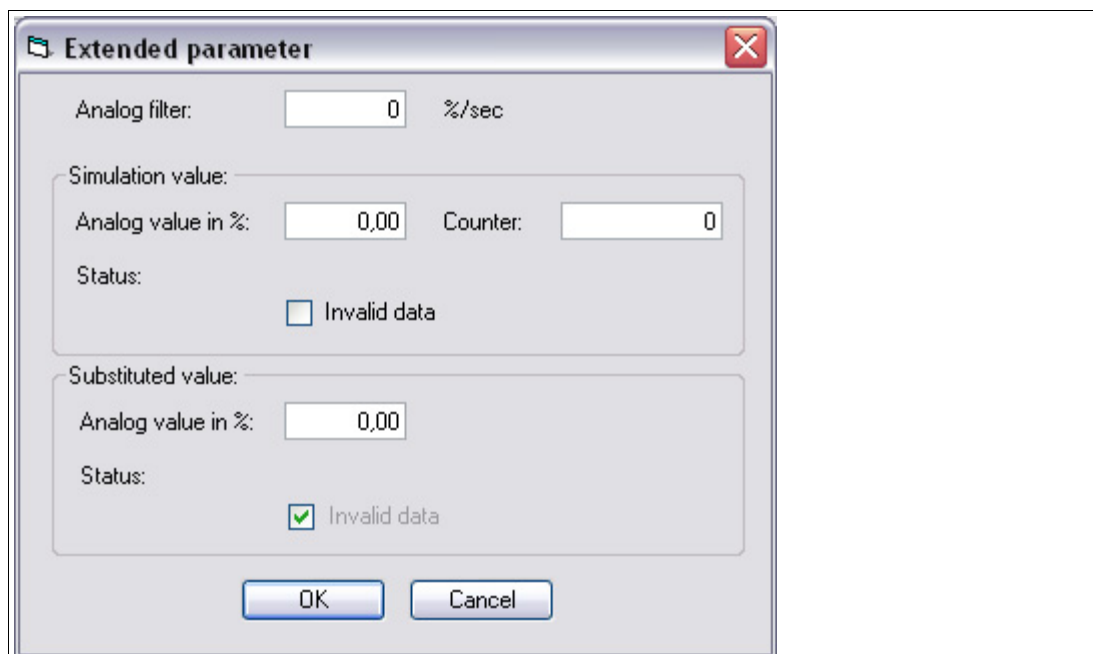 Extended parameter
Analog filter: 0 %/sec
Simulation value:
Analog value in %: 0,00 Counter: 0
Status:
Invalid data
Substituted value:
Analog value in %: 0,00
Status:
Invalid data
OK Cancel